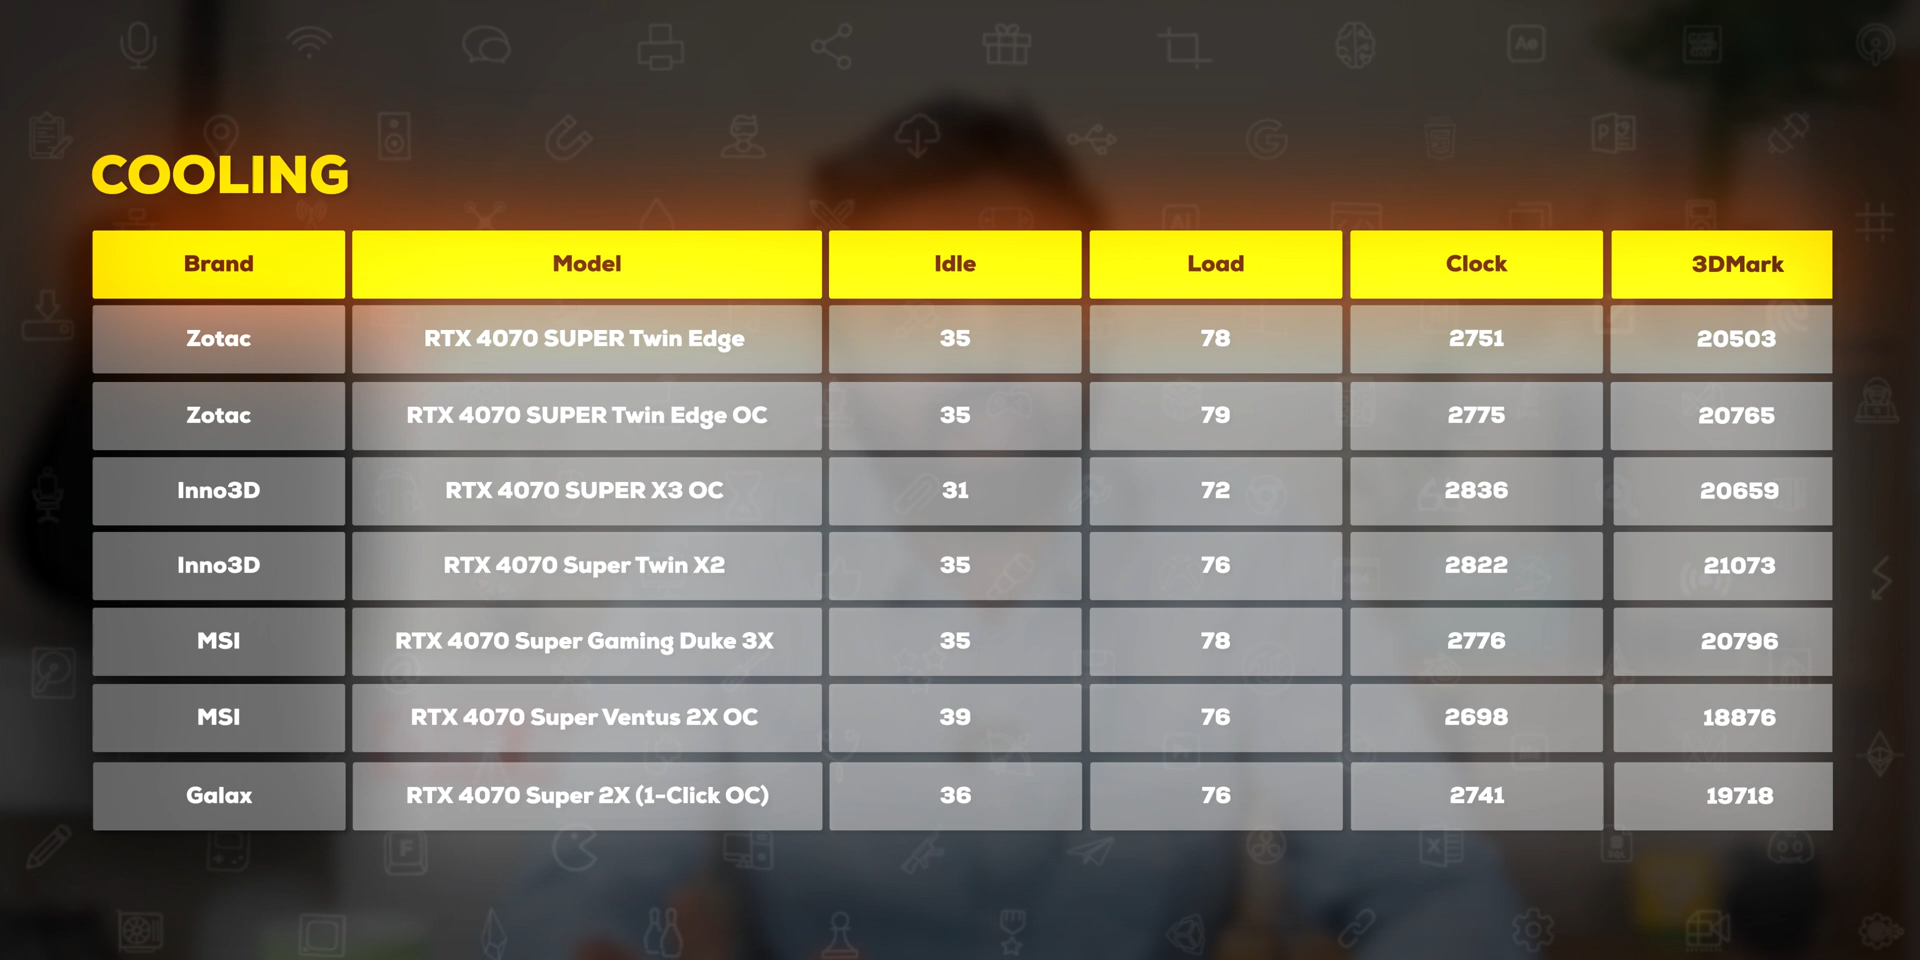 COOLING
Brand Model Idle Load Clock 3DMark
Zotac RTX 4070 SUPER Twin Edge 35 78 2751 20503
Zotac RTX 4070 SUPER Twin Edge OC 35 79 2775 20765
Inno3D RTX 4070 SUPER X3 OC 31 72 2836 20659
Inno3D RTX 4070 Super Twin X2 35 76 2822 21073
MSI RTX 4070 Super Gaming Duke 3X 35 78 2776 20796
MSI RTX 4070 Super Ventus 2X OC 39 76 2698 18876
Galax RTX 4070 Super 2X (1-Click OC) 36 76 2741 19718